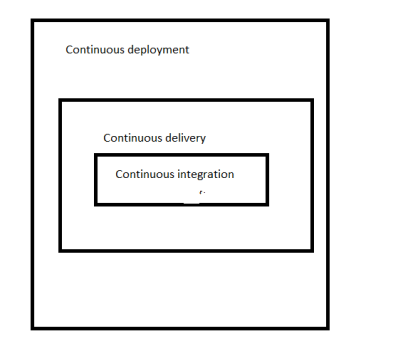 Continuous deployment
Continuous delivery
Continuous integration